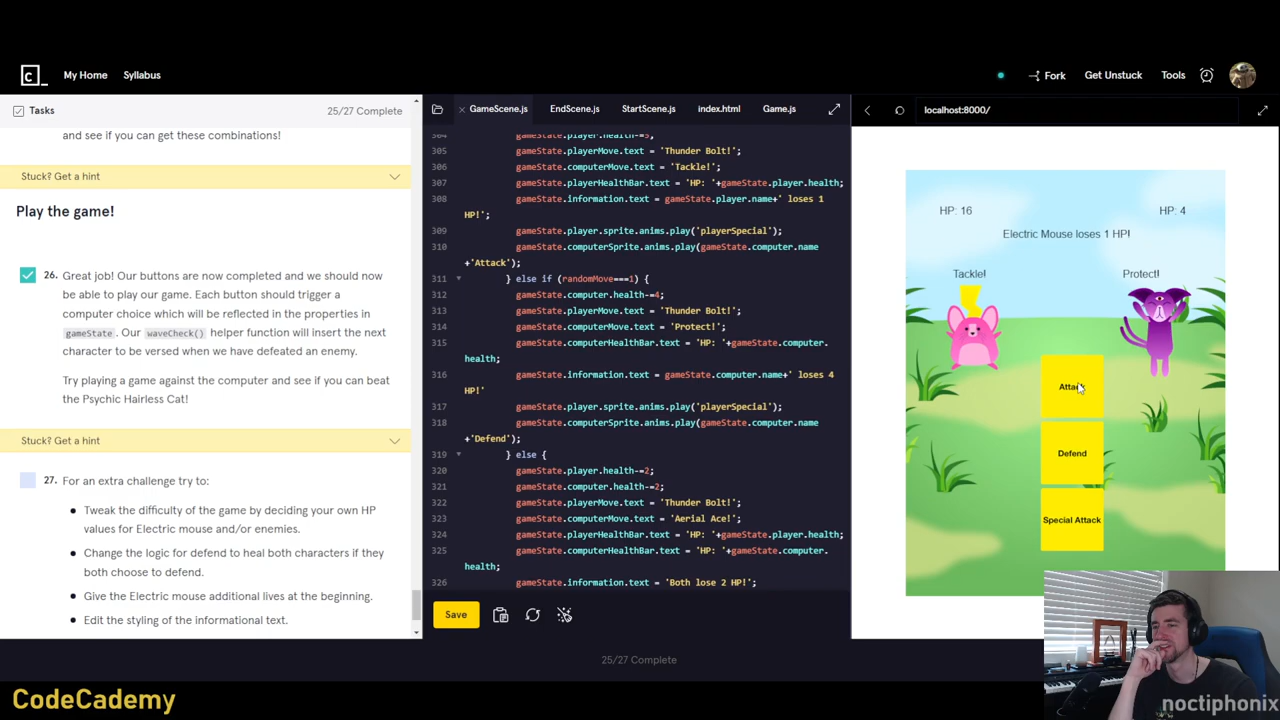 My Home
Syllabus
Fork
Get Unstuck
Tools
Tasks
25/27 Complete
and see if you can get these combinations!
Stuck? Get a hint
Play the game!
26. Great job! Our buttons are now completed and we should now
be able to play our game. Each button should trigger a
computer choice which will be reflected in the properties in
gameState. Our waveCheck() helper function will insert the next
character to be versed when we have defeated an enemy.
Try playing a game against the computer and see if you can beat
the Psychic Hairless Cat!
Stuck? Get a hint
27. For an extra challenge try to:
Tweak the difficulty of the game by deciding your own HP
values for Electric mouse and/or enemies.
Change the logic for defend to heal both characters if they
both choose to defend.
Give the Electric mouse additional lives at the beginning.
Edit the styling of the informational text.
GameScene.js
EndScene.js
StartScene.js
index.html
Game.js
304 gameState.player.health-=5;
305 gameState.playerMove.text = 'Thunder Bolt!';
306 gameState.computerMove.text = 'Tackle!';
307 gameState.playerHealthBar.text = 'HP: '+gameState.player.health;
308 gameState.information.text = gameState.player.name+' loses 1
HP!';
309 gameState.player.sprite.anims.play('playerSpecial');
310 gameState.computerSprite.anims.play(gameState.computer.name
+'Attack');
311 } else if (randomMove===1) {
312 gameState.computer.health-=4;
313 gameState.playerMove.text = 'Thunder Bolt!';
314 gameState.computerMove.text = 'Protect!';
315 gameState.computerHealthBar.text = 'HP: '+gameState.computer.
health;
316 gameState.information.text = gameState.computer.name+' loses 4
HP!'
317 gameState.player.sprite.anims.play('playerSpecial');
318 gameState.computerSprite.anims.play(gameState.computer.name
+'Defend');
319 } else {
320 gameState.player.health-=2;
321 gameState.computer.health-=2;
322 gameState.playerMove.text = 'Thunder Bolt!';
323 gameState.computerMove.text = 'Aerial Ace!';
324 gameState.playerHealthBar.text = 'HP: '+gameState.player.health;
325 gameState.computerHealthBar.text = 'HP: '+gameState.computer.
health;
326 gameState.information.text = 'Both lose 2 HP!';
Save
25/27 Complete
localhost:8000/
HP: 16
HP: 4
Electric Mouse loses 1 HP!
Tackle!
Protect!
Attack
Defend
Special Attack
CodeCademy
noctiphonix